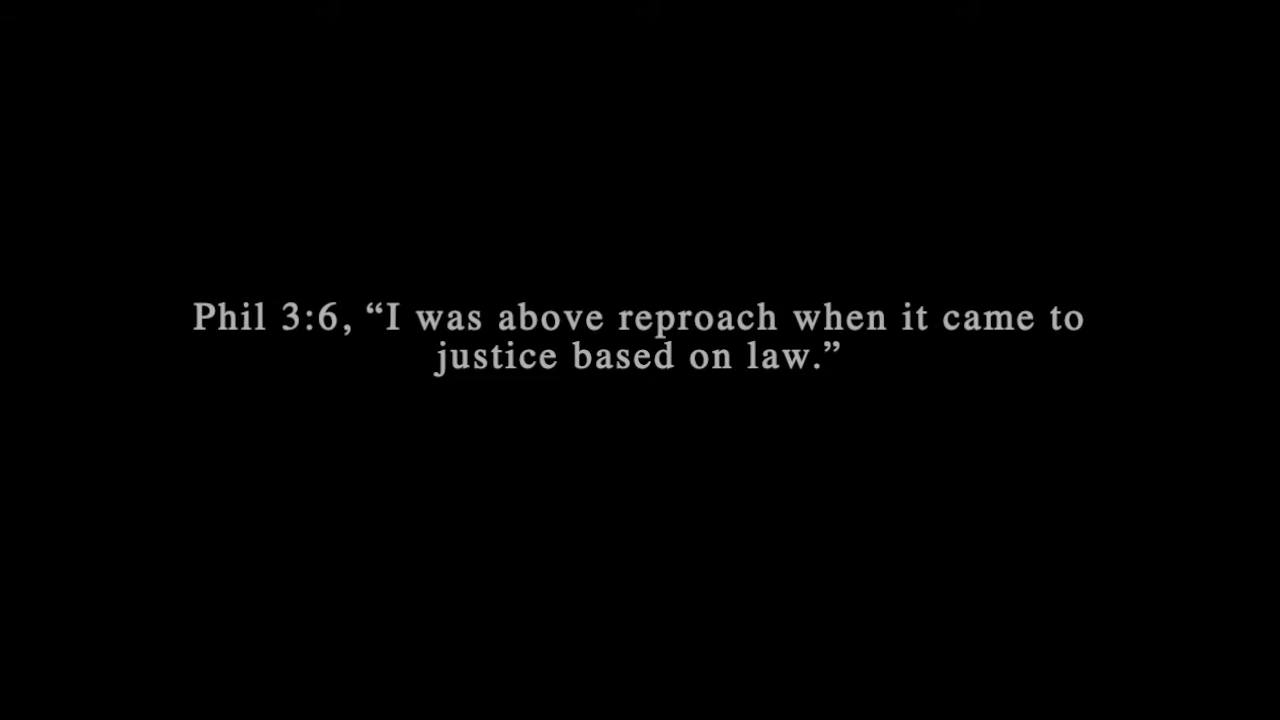 Phil 3:6, “I was above reproach when it came to
justice based on law.”